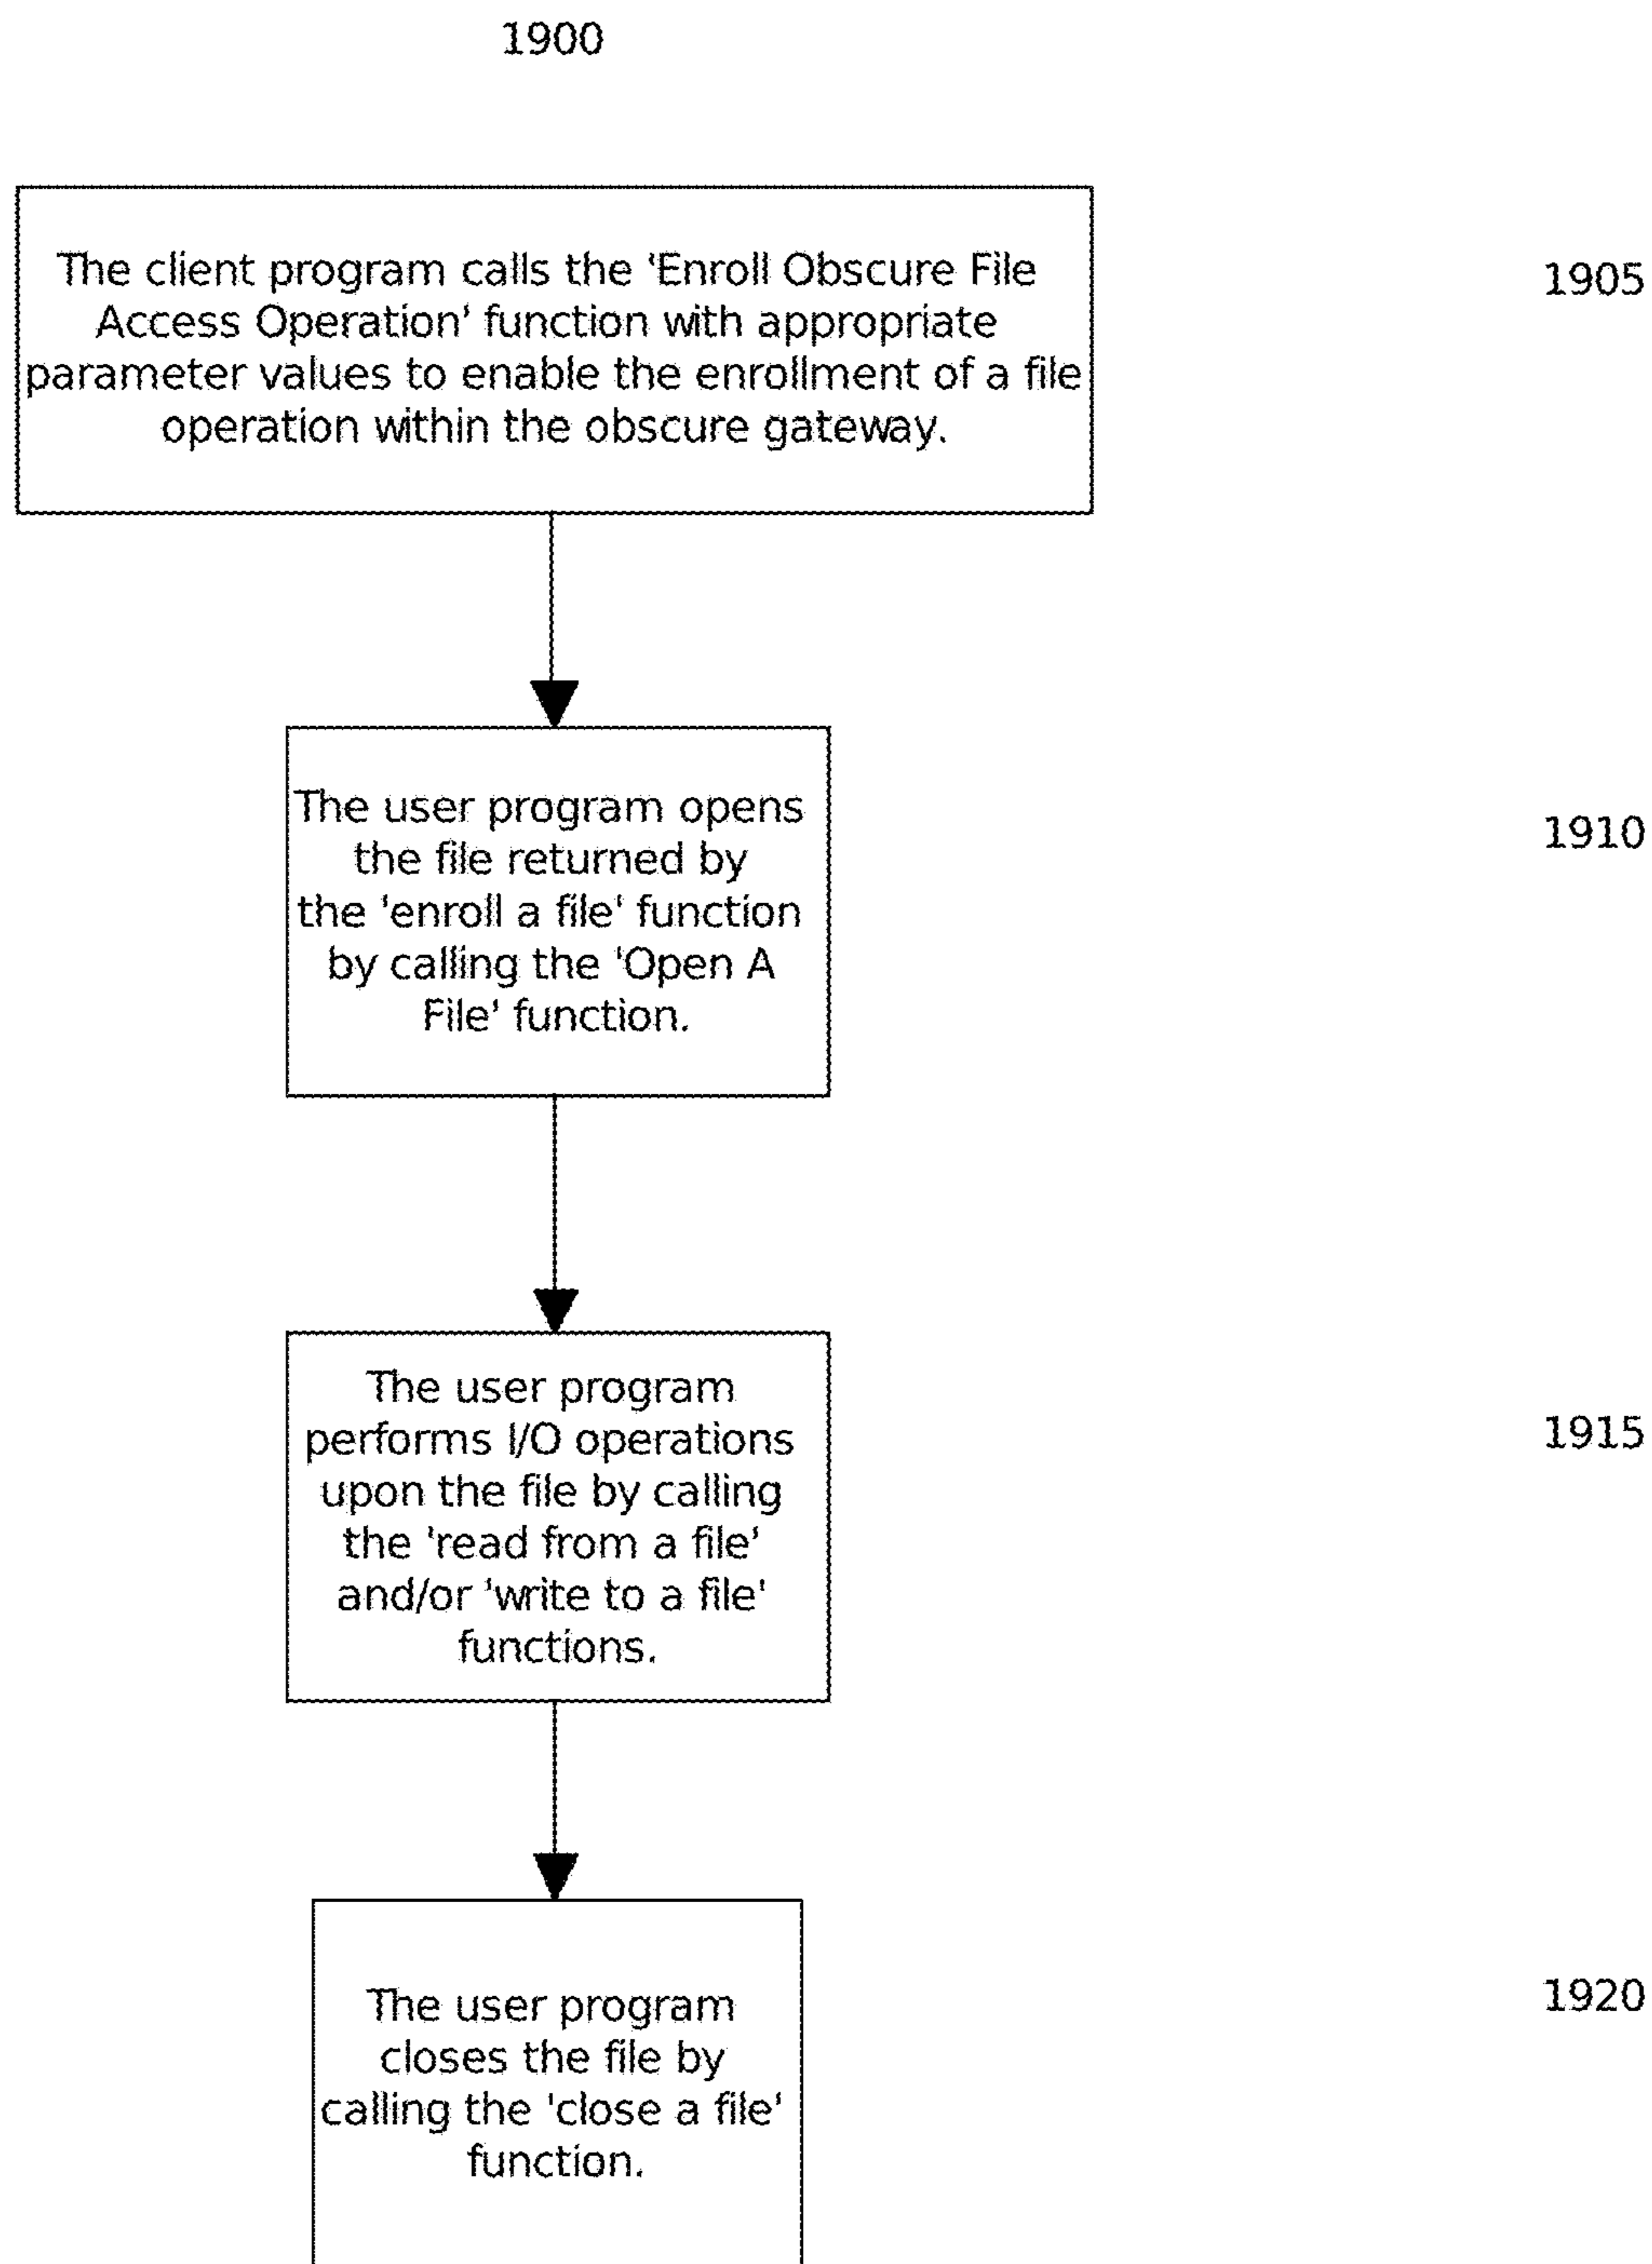 1900
The client program calls the 'Enroll Obscure File
Access Operation' function with appropriate
parameter values to enable the enrollment of a file
operation within the obscure gateway.
1905
The user program opens
the file returned by
the 'enroll a file' function
by calling the 'Open A
File' function.
1910
The user program
performs I/O operations
upon the file by calling
the 'read from a file'
and/or 'write to a file'
functions.
1915
The user program
closes the file by
calling the 'close a file'
function.
1920